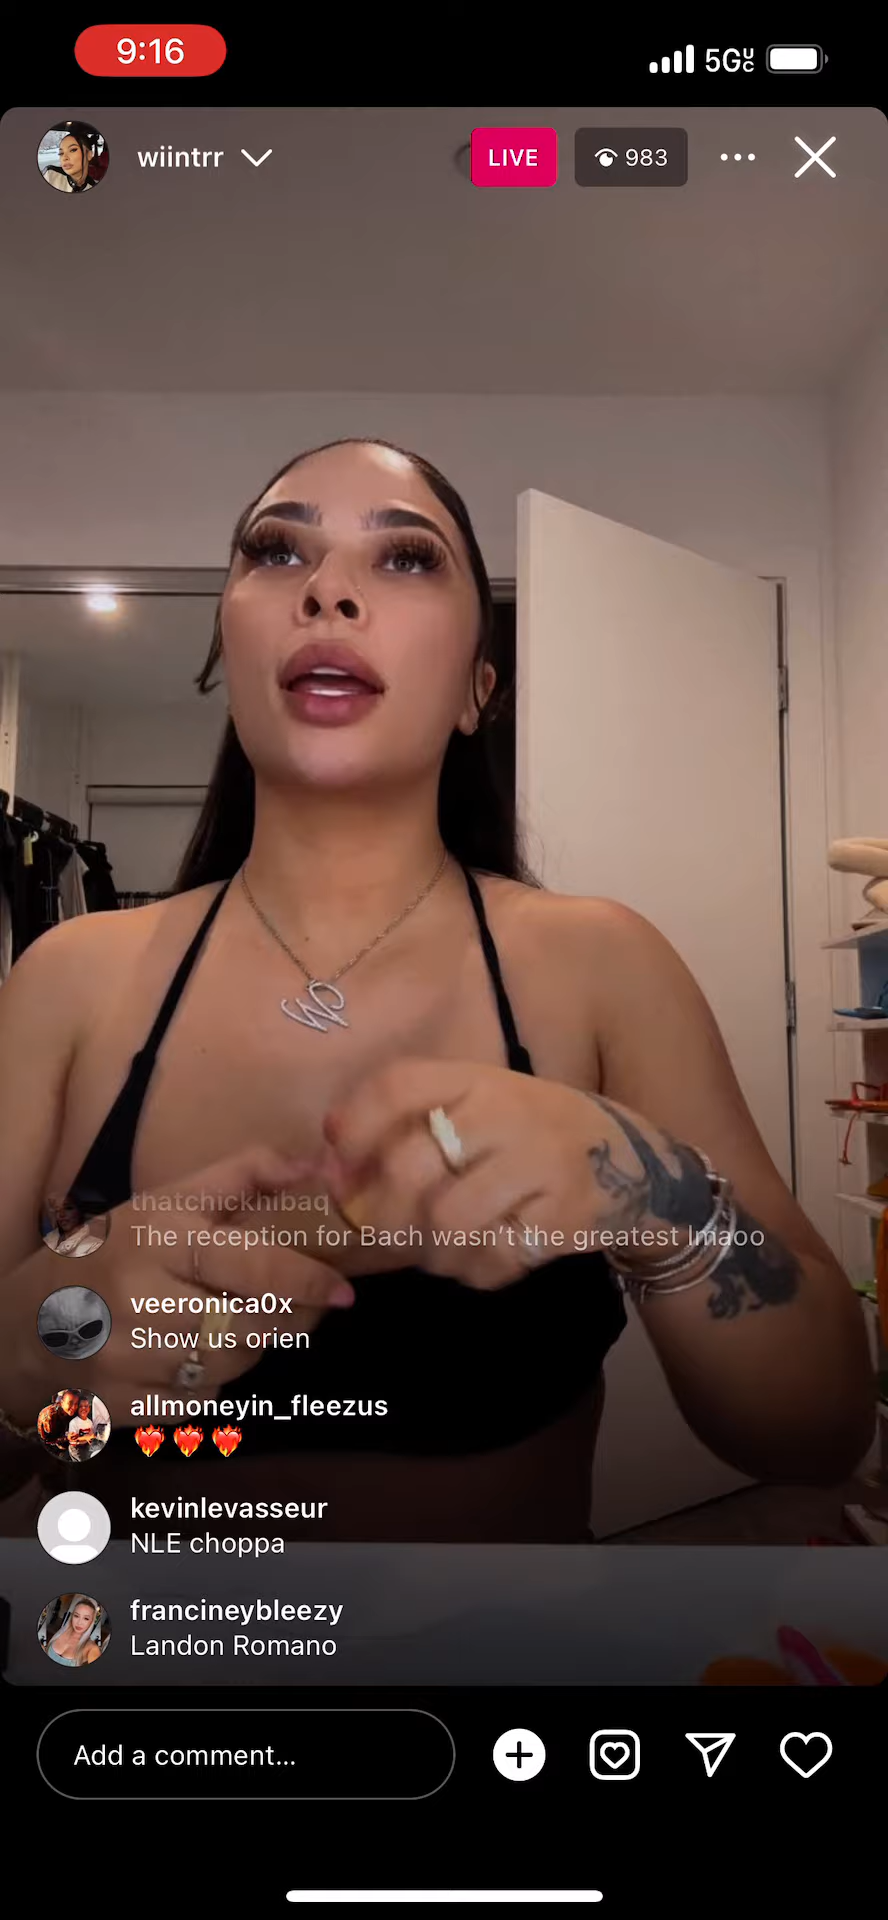 9:16
5G UC
wiintrr
LIVE
983
thatchickhibaq
The reception for Bach wasn’t the greatest lmaoo
veeronica0x
Show us orien
allmoneyin_fleezus
❤️‍🔥❤️‍🔥❤️‍🔥
kevinlevasseur
NLE choppa
francineybleezy
Landon Romano
Add a comment...